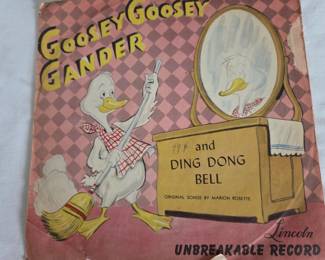 GOOSEY GOOSEY
GANDER
and
DING DONG
BELL
ORIGINAL SONGS BY MARION ROSETTE
Lincoln
UNBREAKABLE RECORD